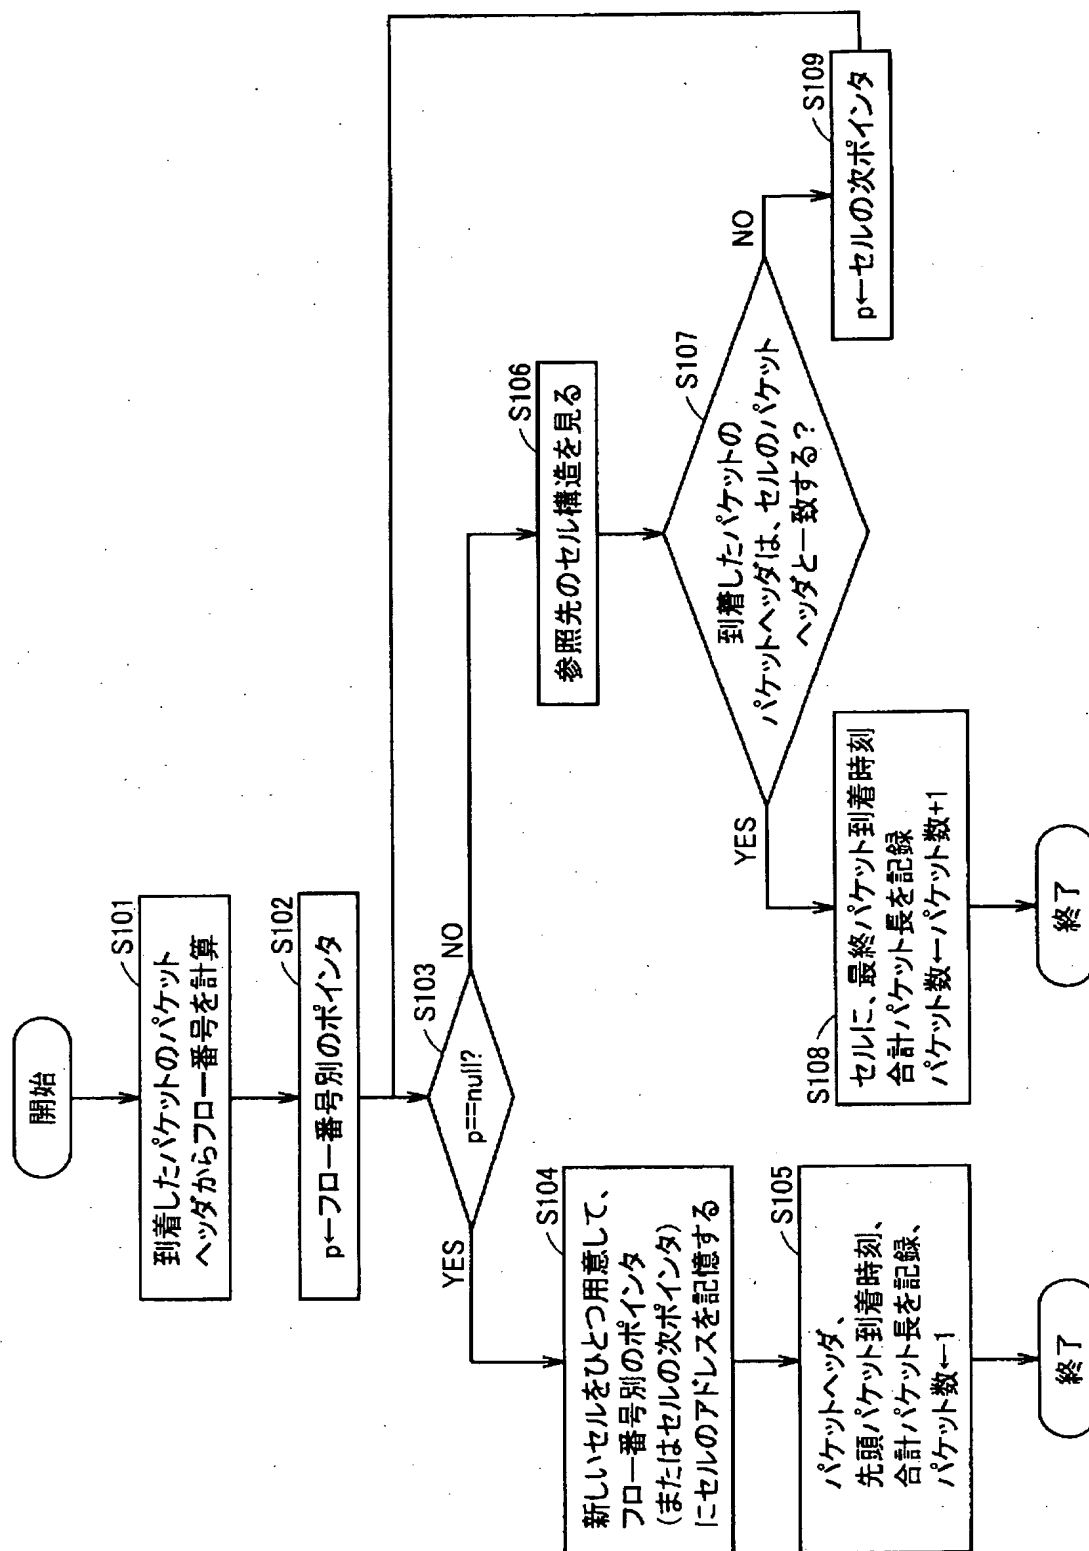 開始
S101
到着したパケットのパケット
ヘッダからフロー番号を計算
S102
p←フロー番号別のポインタ
S103
p==null?
YES
NO
S104
新しいセルをひとつ用意して、
フロー番号別のポインタ
(またはセルの次ポインタ)
にセルのアドレスを記憶する
S105
パケットヘッダ、
先頭パケット到着時刻、
合計パケット長を記録、
パケット数←1
終了
S106
参照先のセル構造を見る
S107
到着したパケットの
パケットヘッダは、セルのパケット
ヘッダと一致する?
YES
NO
S108
セルに、最終パケット到着時刻
合計パケット長を記録
パケット数←パケット数+1
終了
S109
p←セルの次ポインタ